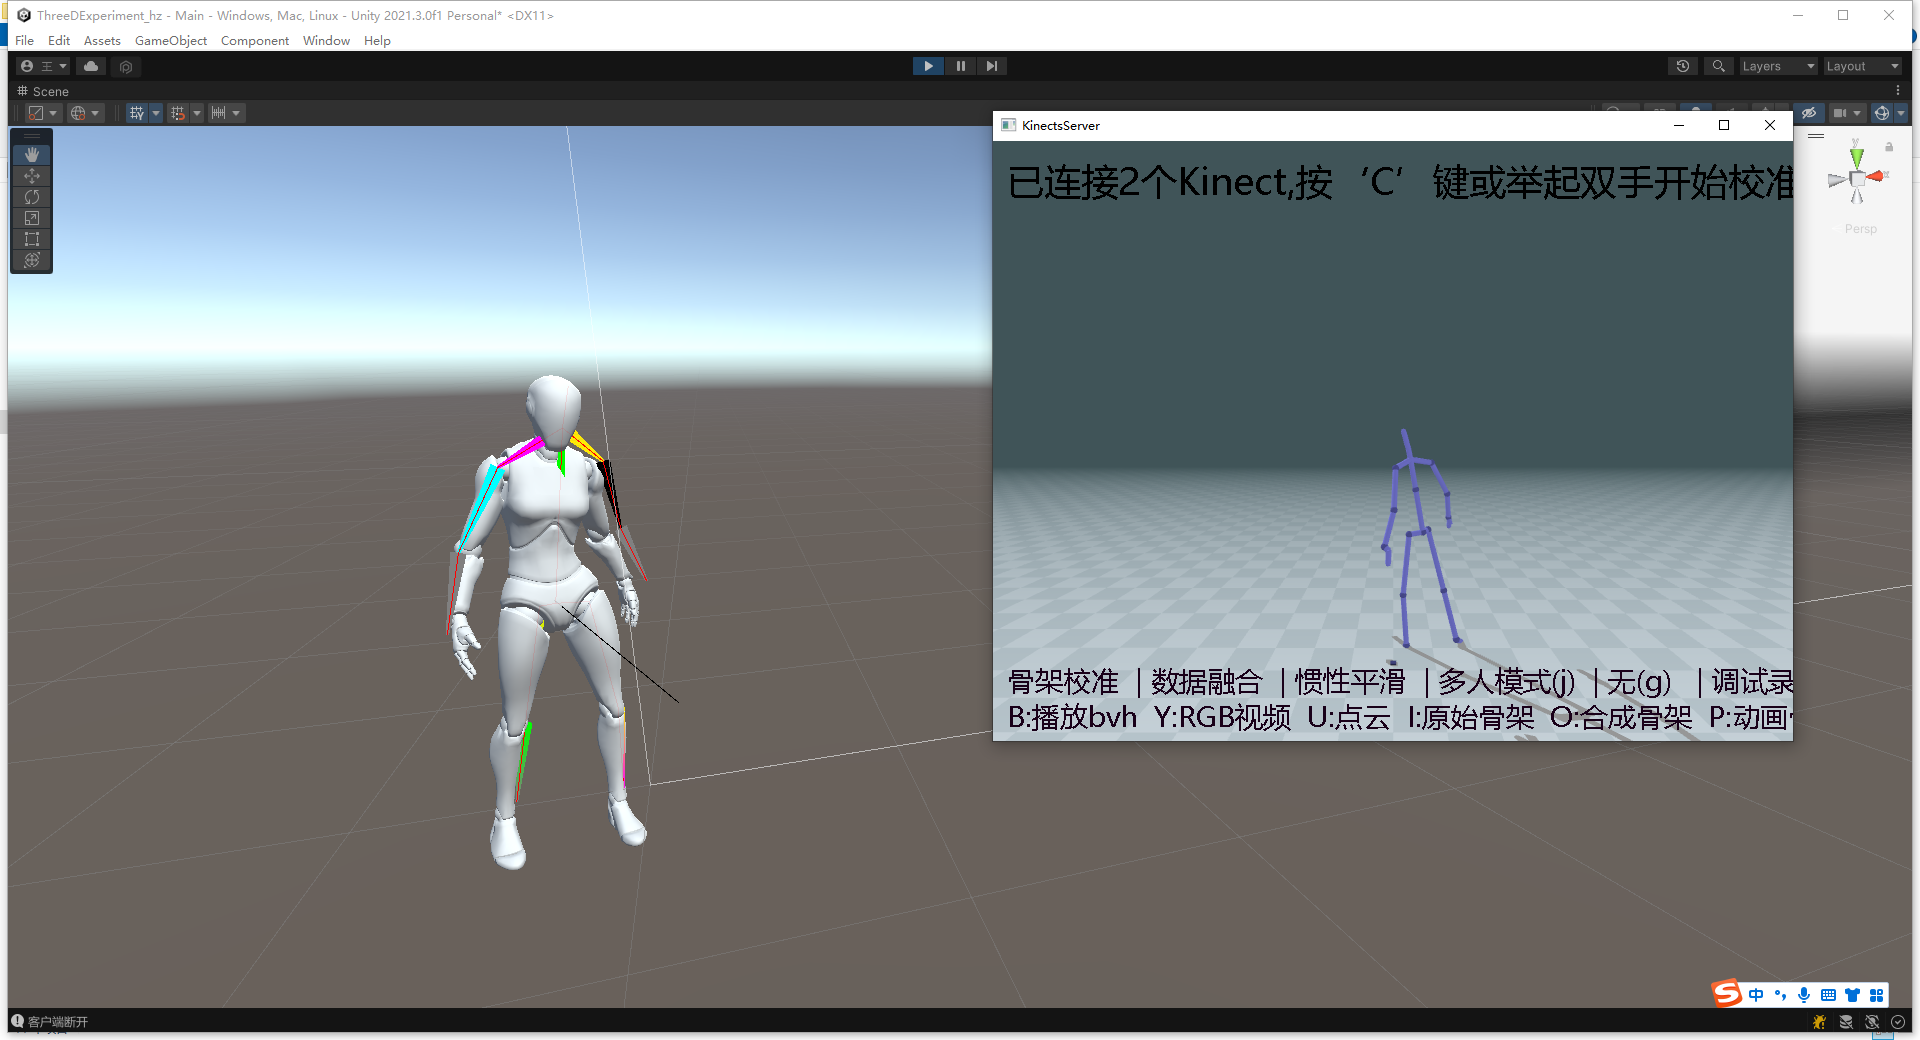 ThreeDExperiment_hz - Main - Windows, Mac, Linux - Unity 2021.3.0f1 Personal* <DX11>
File Edit Assets GameObject Component Window Help
王
Layers
Layout
Scene
KinectsServer
已连接2个Kinect,按‘C’键或举起双手开始校准
y
x
Persp
骨架校准 | 数据融合 | 惯性平滑 | 多人模式(j) | 无(g) | 调试录
B:播放bvh Y:RGB视频 U:点云 I:原始骨架 O:合成骨架 P:动画
中
客户端断开